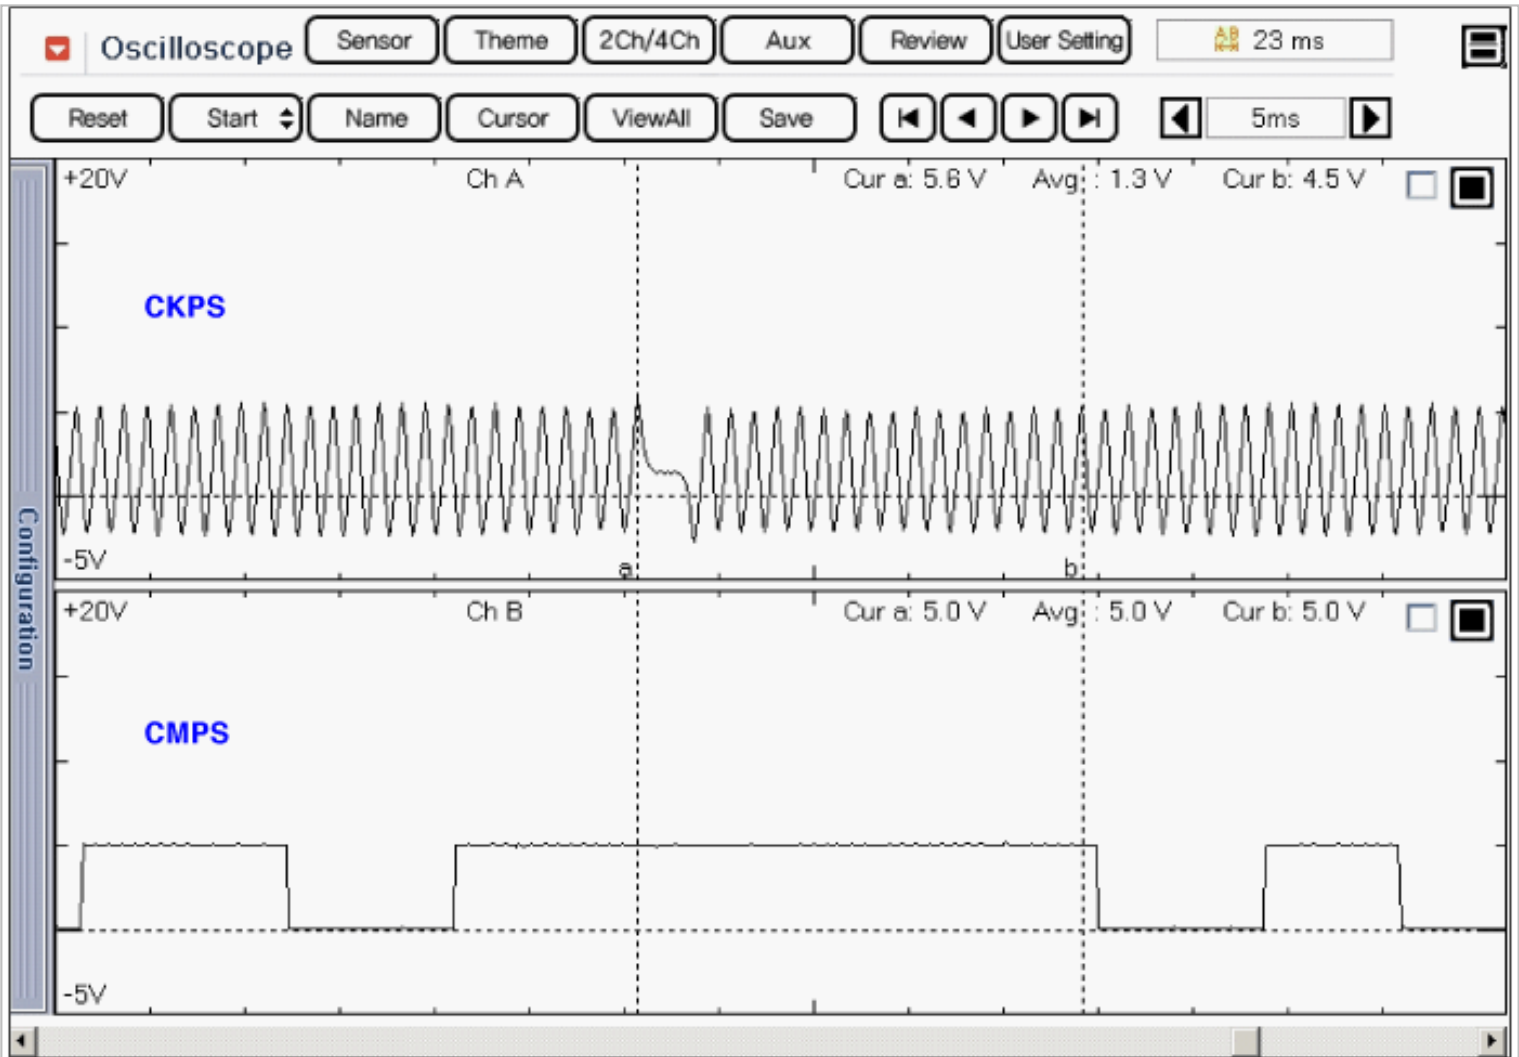 Oscilloscope Sensor Theme 2Ch/4Ch Aux Review User Setting AB 23 ms
Reset Start Name Cursor ViewAll Save 5ms
+20V Ch A Cur a: 5.6 V Avg : 1.3 V Cur b: 4.5 V
CKPS
-5V a b
Configuration
+20V Ch B Cur a: 5.0 V Avg : 5.0 V Cur b: 5.0 V
CMPS
-5V